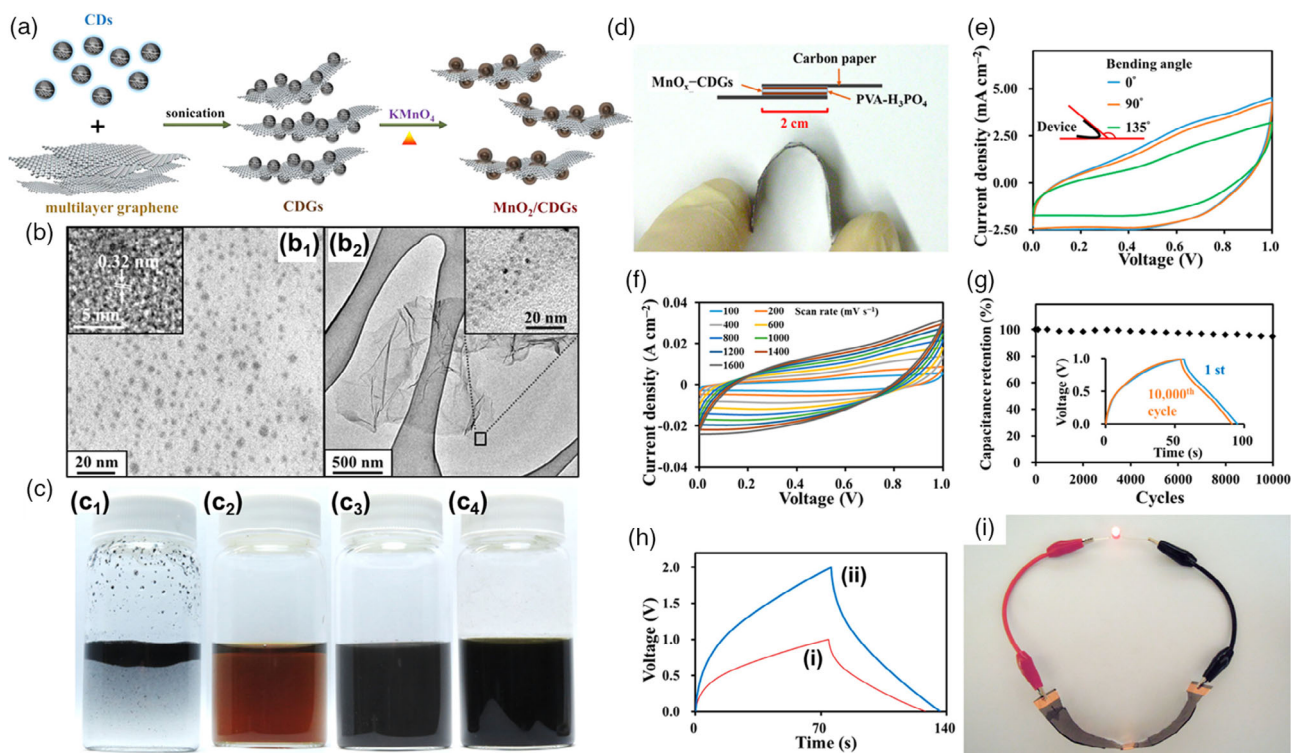 (a)
CDs
+
multilayer graphene
sonication
CDGs
KMnO₄
MnO₂/CDGs
(b)
(b₁)
0.32 nm
5 nm
20 nm
(b₂)
20 nm
500 nm
(c)
(c₁)
(c₂)
(c₃)
(c₄)
(d)
Carbon paper
MnOₓ–CDGs
PVA-H₃PO₄
2 cm
(e)
Current density (mA cm⁻²)
5.00
2.50
0.00
-2.50
Bending angle
0°
90°
135°
Device
0.0 0.2 0.4 0.6 0.8 1.0
Voltage (V)
(f)
Current density (A cm⁻²)
0.04
0.02
0
-0.02
-0.04
100 200 Scan rate (mV s⁻¹)
400 600
800 1000
1200 1400
1600
0.0 0.2 0.4 0.6 0.8 1.0
Voltage (V)
(g)
Capacitance retention (%)
120
100
80
60
40
20
0
Voltage (V)
1.0
0.5
0.0
1 st
10,000th
cycle
0 50 100
Time (s)
0 2000 4000 6000 8000 10000
Cycles
(h)
Voltage (V)
2.0
1.5
1.0
0.5
0.0
(ii)
(i)
0 70 140
Time (s)
(i)